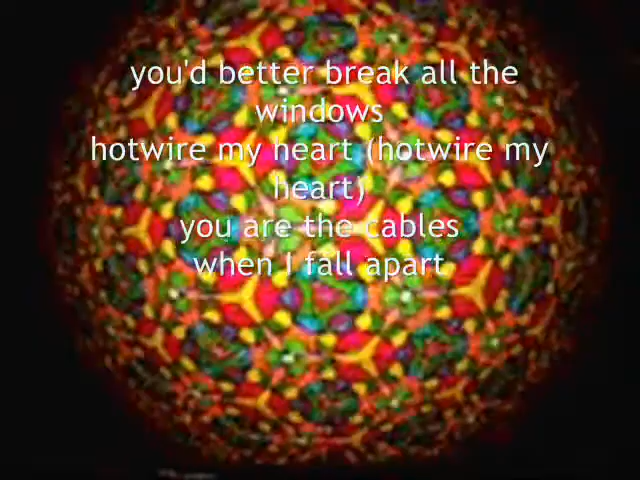 you'd better break all the
windows
hotwire my heart (hotwire my
heart)
you are the cables
when I fall apart